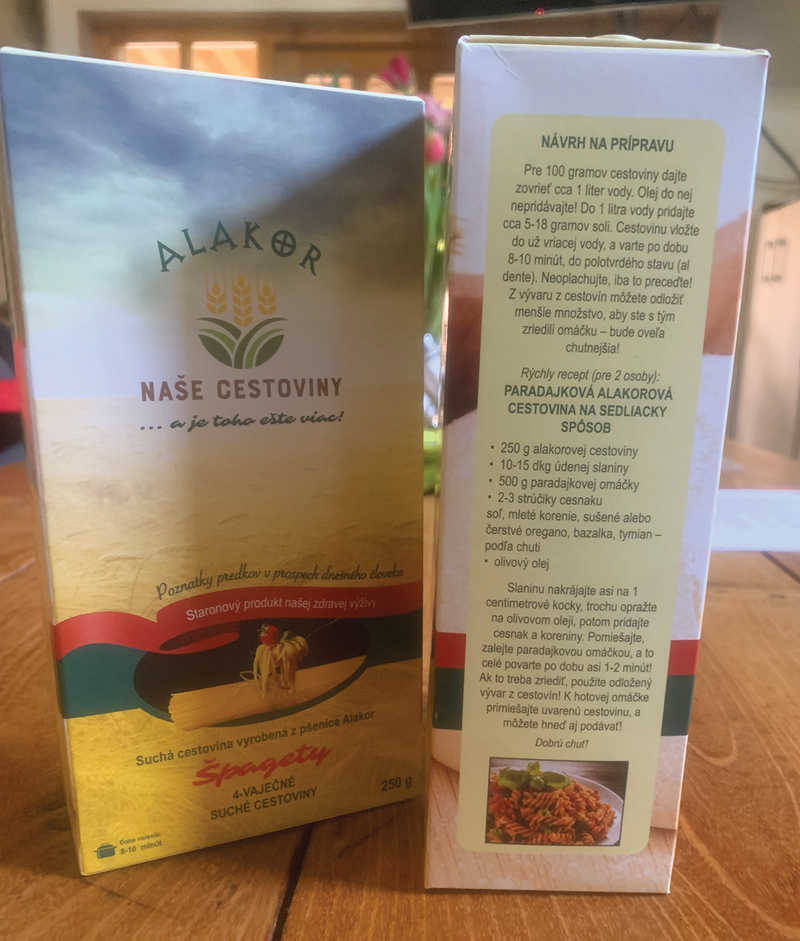 ALAKOR
NAŠE CESTOVINY
... a je toho ešte viac!
Poznatky predkov v prospech dnešného človeka
Staronový produkt našej zdravej výživy
Suchá cestovina vyrobená z pšenice Alakor
Špagety
4-VAJEČNÉ
SUCHÉ CESTOVINY
250 g
Doba varenia:
8-10 minút
NÁVRH NA PRÍPRAVU
Pre 100 gramov cestoviny dajte
zovrieť cca 1 liter vody. Olej do nej
nepridávajte! Do 1 litra vody pridajte
cca 5-18 gramov soli. Cestovinu vložte
do už vriacej vody, a varte po dobu
8-10 minút, do polotvrdého stavu (al
dente). Neoplachujte, iba to preceďte!
Z vývaru z cestovín môžete odložiť
menšie množstvo, aby ste s tým
zriedili omáčku – bude oveľa
chutnejšia!
Rýchly recept (pre 2 osoby):
PARADAJKOVÁ ALAKOROVÁ
CESTOVINA NA SEDLIACKY
SPÔSOB
• 250 g alakorovej cestoviny
• 10-15 dkg údenej slaniny
• 500 g paradajkovej omáčky
• 2-3 strúčiky cesnaku
soľ, mleté korenie, sušené alebo
čerstvé oregano, bazalka, tymian –
podľa chuti
• olivový olej
Slaninu nakrájajte asi na 1
centimetrové kocky, trochu opražte
na olivovom oleji, potom pridajte
cesnak a koreniny. Pomiešajte,
zalejte paradajkovou omáčkou, a to
celé povarte po dobu asi 1-2 minút!
Ak to treba zriediť, použite odložený
vývar z cestovín! K hotovej omáčke
primiešajte uvarenú cestovinu, a
môžete hneď aj podávať!
Dobrú chuť!